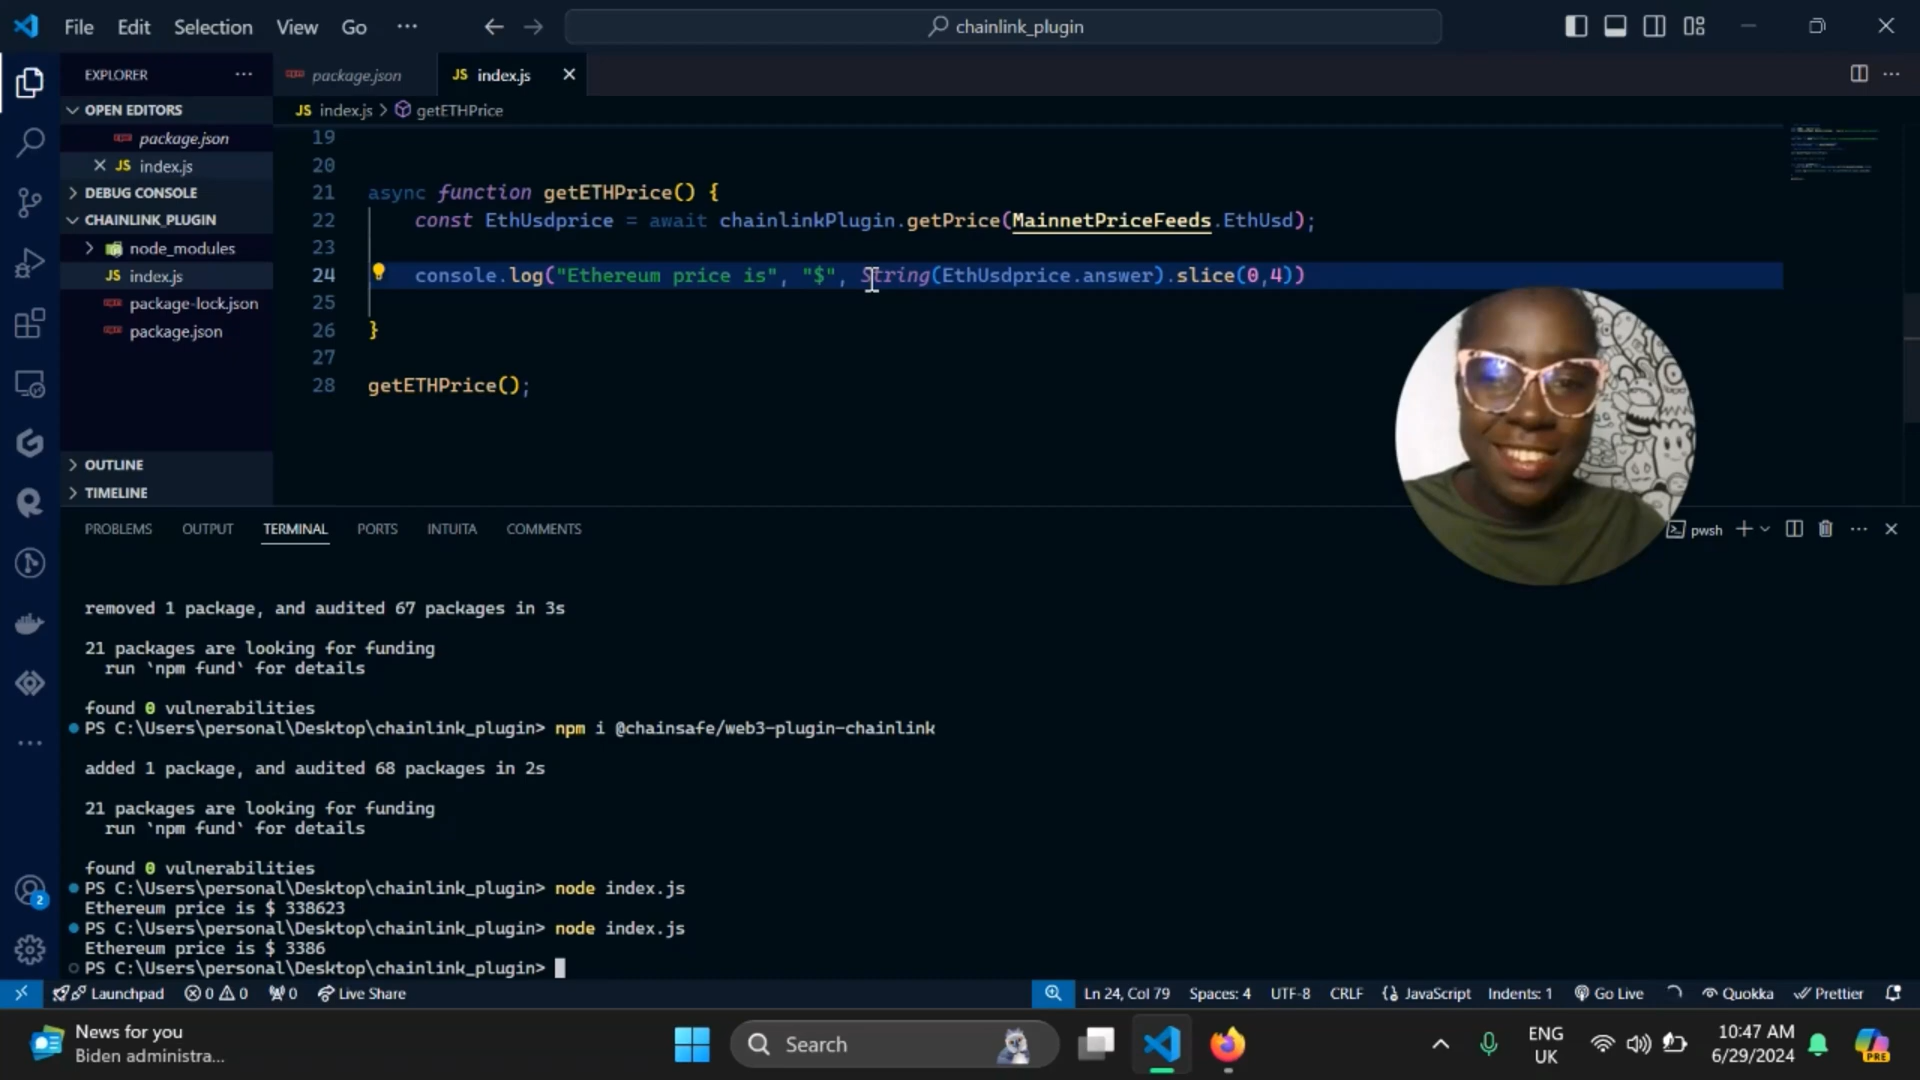 File Edit Selection View Go ··· chainlink_plugin
EXPLORER ···
package.json
JS index.js
OPEN EDITORS
package.json
JS index.js
DEBUG CONSOLE
CHAINLINK_PLUGIN
node_modules
JS index.js
package-lock.json
package.json
OUTLINE
TIMELINE
JS index.js > getETHPrice
19
20
21 async function getETHPrice() {
22 const EthUsdprice = await chainlinkPlugin.getPrice(MainnetPriceFeeds.EthUsd);
23
24 console.log("Ethereum price is", "$", String(EthUsdprice.answer).slice(0,4))
25
26 }
27
28 getETHPrice();
PROBLEMS OUTPUT TERMINAL PORTS INTUITA COMMENTS
pwsh
removed 1 package, and audited 67 packages in 3s
21 packages are looking for funding
run `npm fund` for details
found 0 vulnerabilities
PS C:\Users\personal\Desktop\chainlink_plugin> npm i @chainsafe/web3-plugin-chainlink
added 1 package, and audited 68 packages in 2s
21 packages are looking for funding
run `npm fund` for details
found 0 vulnerabilities
PS C:\Users\personal\Desktop\chainlink_plugin> node index.js
Ethereum price is $ 338623
PS C:\Users\personal\Desktop\chainlink_plugin> node index.js
Ethereum price is $ 3386
PS C:\Users\personal\Desktop\chainlink_plugin>
2
Launchpad 0 0 0 Live Share Ln 24, Col 79 Spaces: 4 UTF-8 CRLF JavaScript Indents: 1 Go Live Quokka Prettier
News for you
Biden administra...
Search
ENG
UK
10:47 AM
6/29/2024
PRE